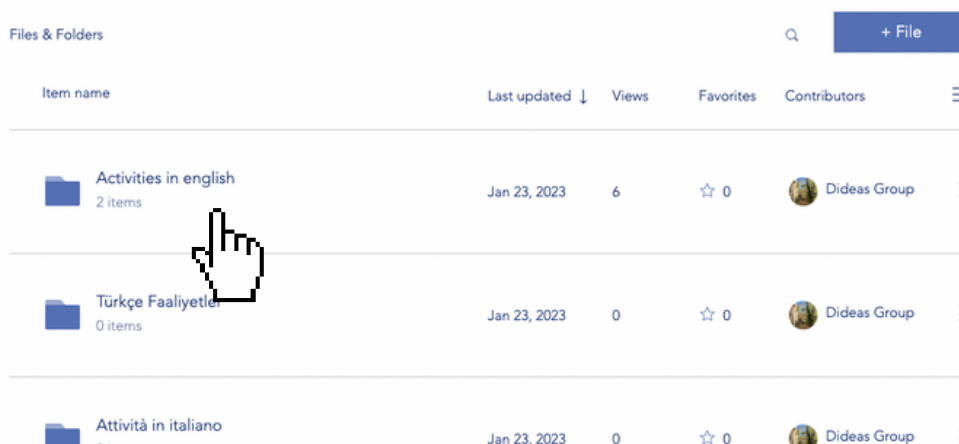 Files & Folders
+ File
Item name
Last updated ↓ Views Favorites Contributors
Activities in english
2 items
Jan 23, 2023 6 0 Dideas Group
Türkçe Faaliyetler
0 items
Jan 23, 2023 0 0 Dideas Group
Attività in italiano
Jan 23, 2023 0 0 Dideas Group